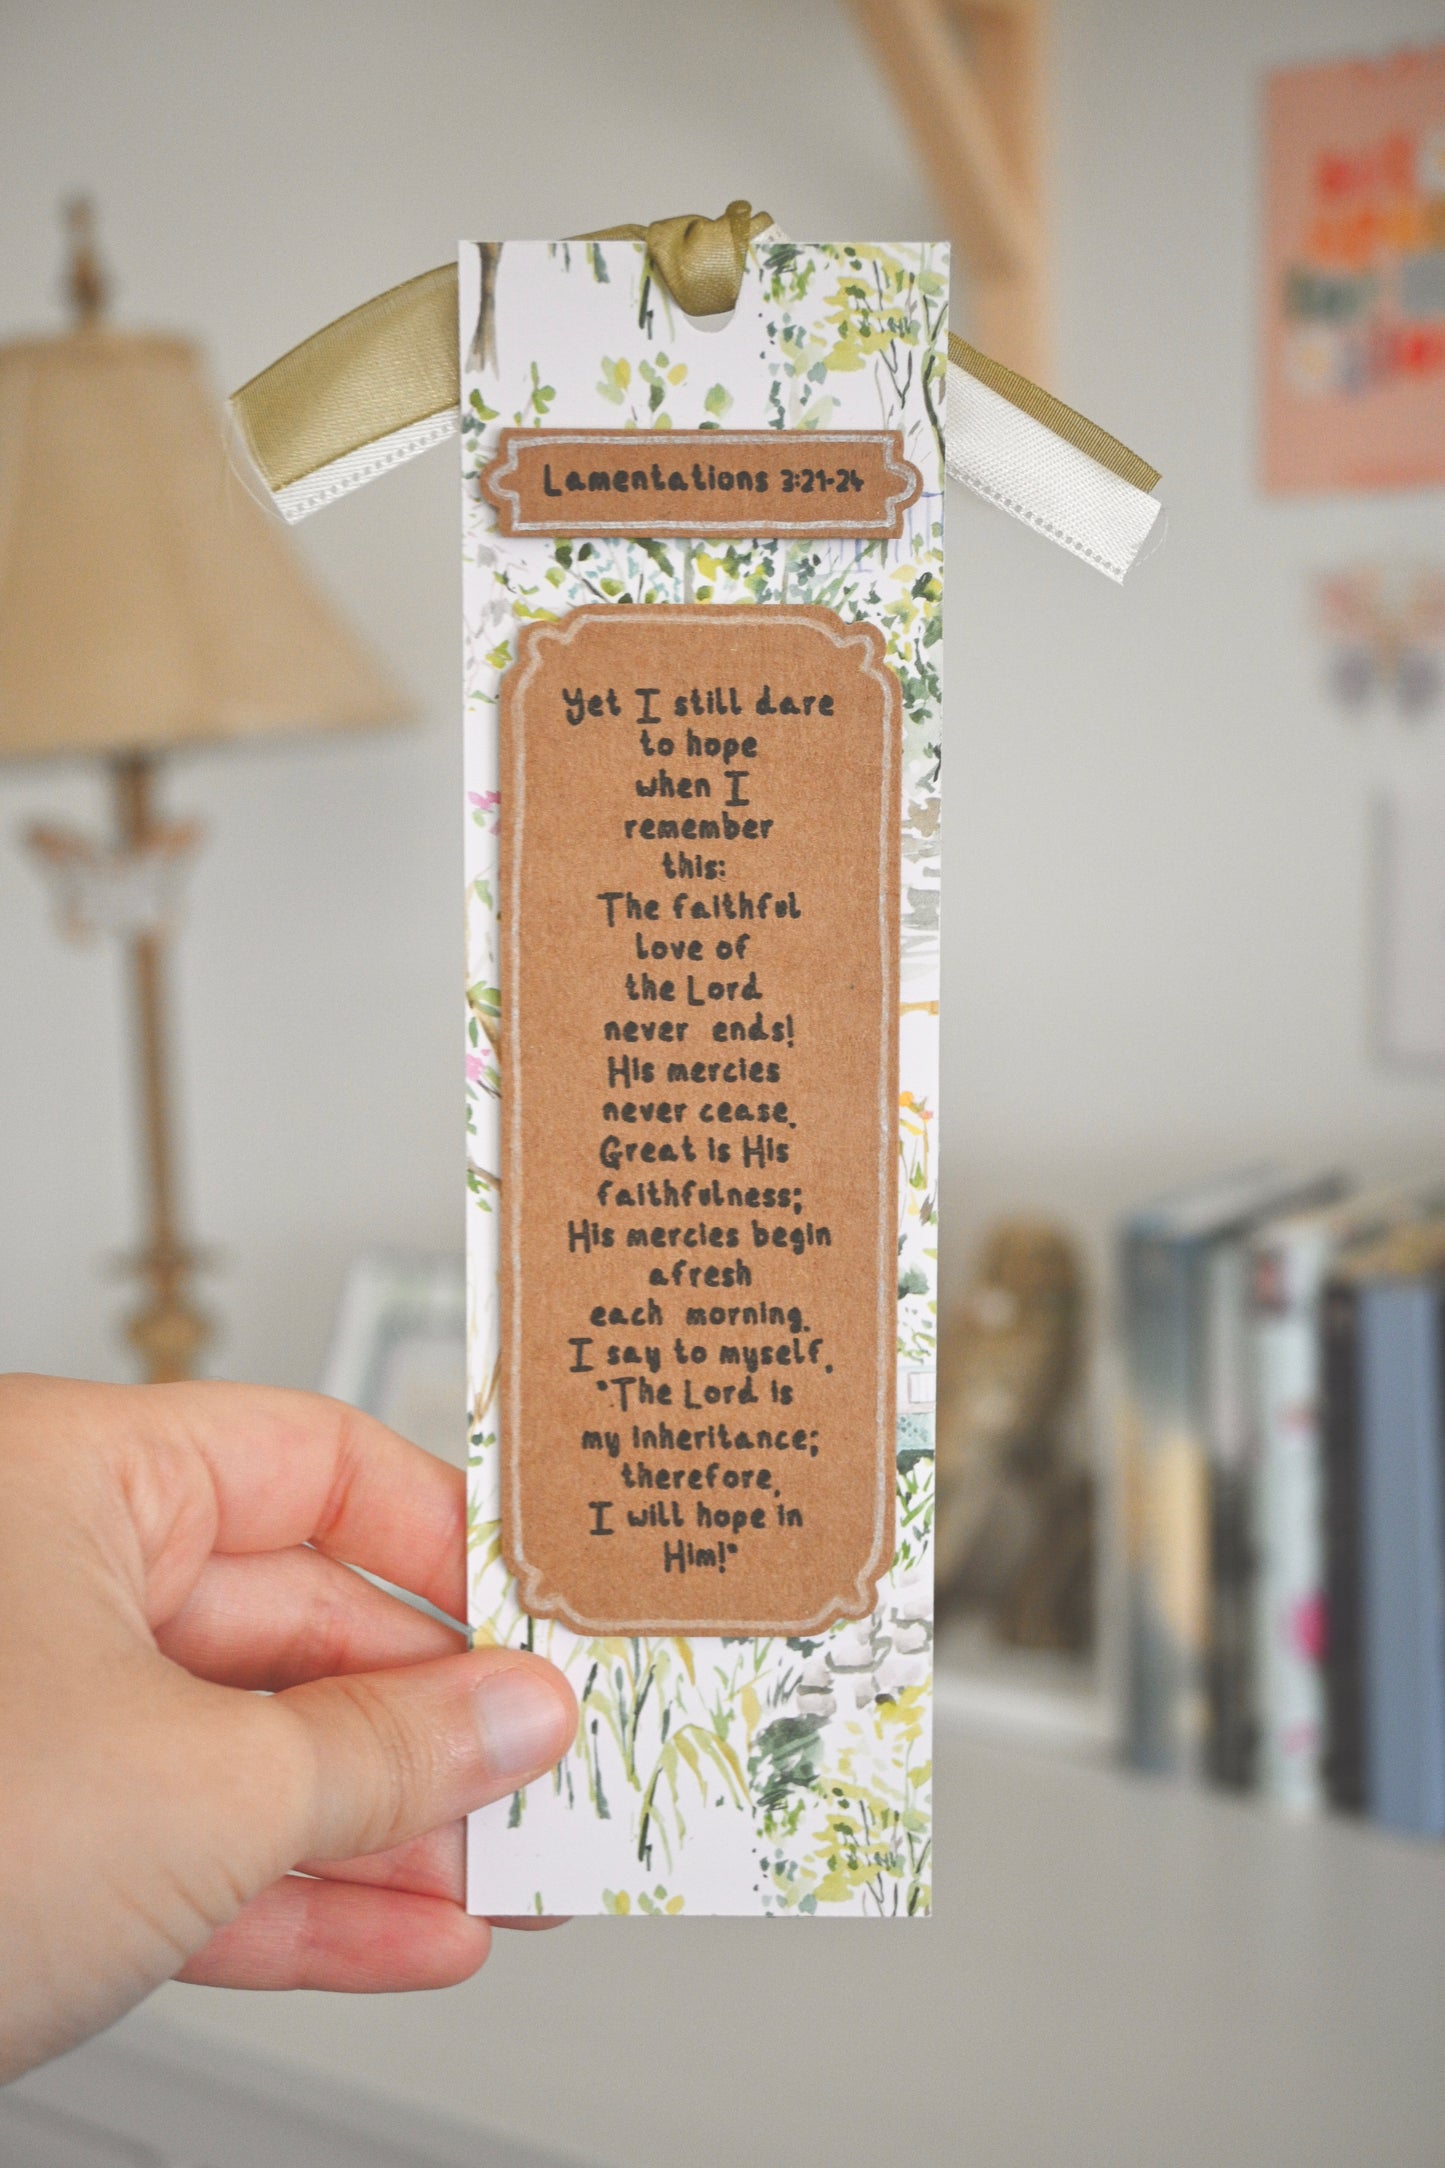 Lamentations 3:21-24
Yet I still dare
to hope
when I
remember
this:
The faithful
love of
the Lord
never ends!
His mercies
never cease.
Great is His
faithfulness;
His mercies begin
afresh
each morning.
I say to myself,
"The Lord is
my inheritance;
therefore,
I will hope in
Him!"